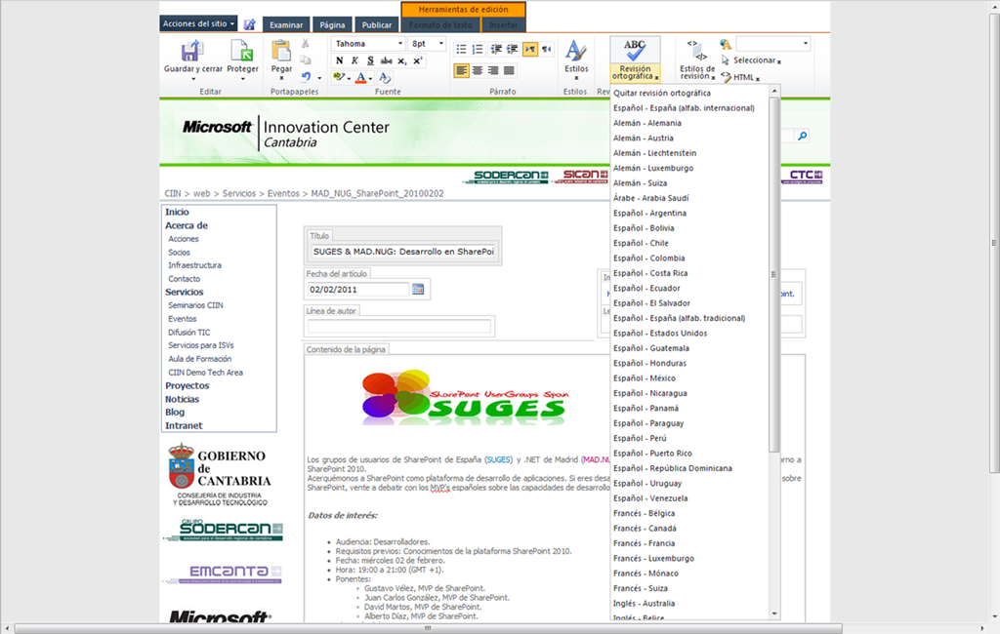 Herramientas de edición
Acciones del sitio
Examinar
Página
Publicar
Formato de texto
Insertar
Guardar y cerrar
Proteger
Editar
Pegar
Portapapeles
Tahoma
8pt
N K S abc x₂ x²
Fuente
Párrafo
Estilos
Estilos
ABC
Revisión
ortográfica
Rev
Estilos de
revisión
Seleccionar
HTML
Quitar revisión ortográfica
Español - España (alfab. internacional)
Alemán - Alemania
Alemán - Austria
Alemán - Liechtenstein
Alemán - Luxemburgo
Alemán - Suiza
Árabe - Arabia Saudí
Español - Argentina
Español - Bolivia
Español - Chile
Español - Colombia
Español - Costa Rica
Español - Ecuador
Español - El Salvador
Español - España (alfab. tradicional)
Español - Estados Unidos
Español - Guatemala
Español - Honduras
Español - México
Español - Nicaragua
Español - Panamá
Español - Paraguay
Español - Perú
Español - Puerto Rico
Español - República Dominicana
Español - Uruguay
Español - Venezuela
Francés - Bélgica
Francés - Canadá
Francés - Francia
Francés - Luxemburgo
Francés - Mónaco
Francés - Suiza
Inglés - Australia
Inglés - Belice
Microsoft Innovation Center
Cantabria
SODERCAN
SICAN
CTC
CIIN > web > Servicios > Eventos > MAD_NUG_SharePoint_20100202
Inicio
Acerca de
Acciones
Socios
Infraestructura
Contacto
Servicios
Seminarios CIIN
Eventos
Difusión TIC
Servicios para ISVs
Aula de Formación
CIIN Demo Tech Area
Proyectos
Noticias
Blog
Intranet
GOBIERNO
de
CANTABRIA
CONSEJERÍA DE INDUSTRIA
Y DESARROLLO TECNOLÓGICO
GRUPO
SODERCAN
sociedad para el desarrollo regional de cantabria
EMCANTA
Microsoft
Título
SUGES & MAD.NUG: Desarrollo en SharePoi
Fecha del artículo
02/02/2011
Línea de autor
Im
Le
int.
Contenido de la página
SharePoint UserGroups Spain
SUGES
Los grupos de usuarios de SharePoint de España (SUGES) y .NET de Madrid (MAD.NU
orno a
SharePoint 2010.
Acerquémonos a SharePoint como plataforma de desarrollo de aplicaciones. Si eres desa
sobre
SharePoint, vente a debatir con los MVP's españoles sobre las capacidades de desarrollo
Datos de interés:
Audiencia: Desarrolladores.
Requisitos previos: Conocimientos de la plataforma SharePoint 2010.
Fecha: miércoles 02 de febrero.
Hora: 19:00 a 21:00 (GMT +1).
Ponentes:
Gustavo Vélez, MVP de SharePoint.
Juan Carlos González, MVP de SharePoint.
David Martos, MVP de SharePoint.
Alberto Díaz, MVP de SharePoint.